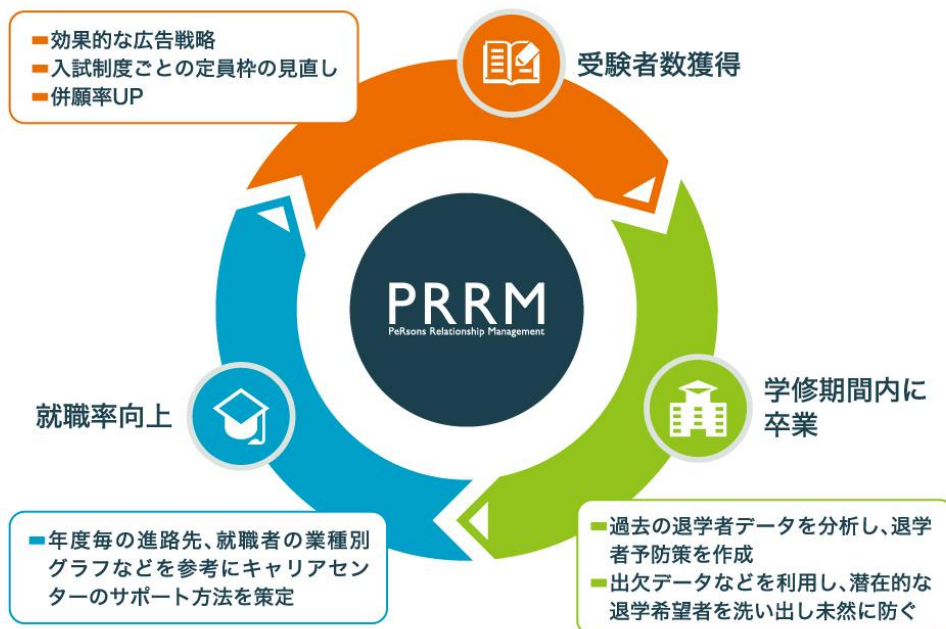 効果的な広告戦略
入試制度ごとの定員枠の見直し
併願率UP
受験者数獲得
PRRM
PeRsons Relationship Management
学修期間内に
卒業
過去の退学者データを分析し、退学
者予防策を作成
出欠データなどを利用し、潜在的な
退学希望者を洗い出し未然に防ぐ
就職率向上
年度毎の進路先、就職者の業種別
グラフなどを参考にキャリアセン
ターのサポート方法を策定